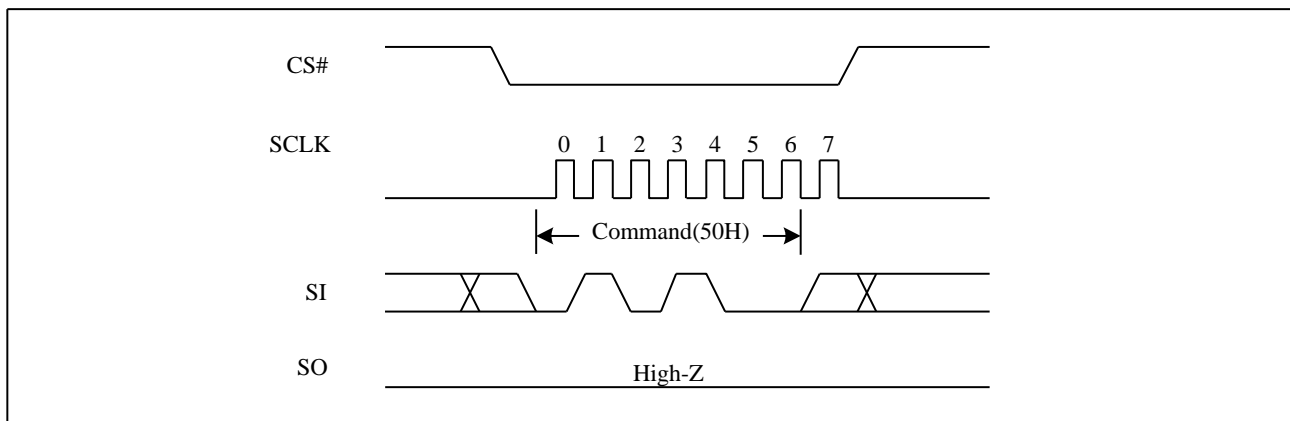 CS#
SCLK
0 1 2 3 4 5 6 7
Command(50H)
SI
SO
High-Z